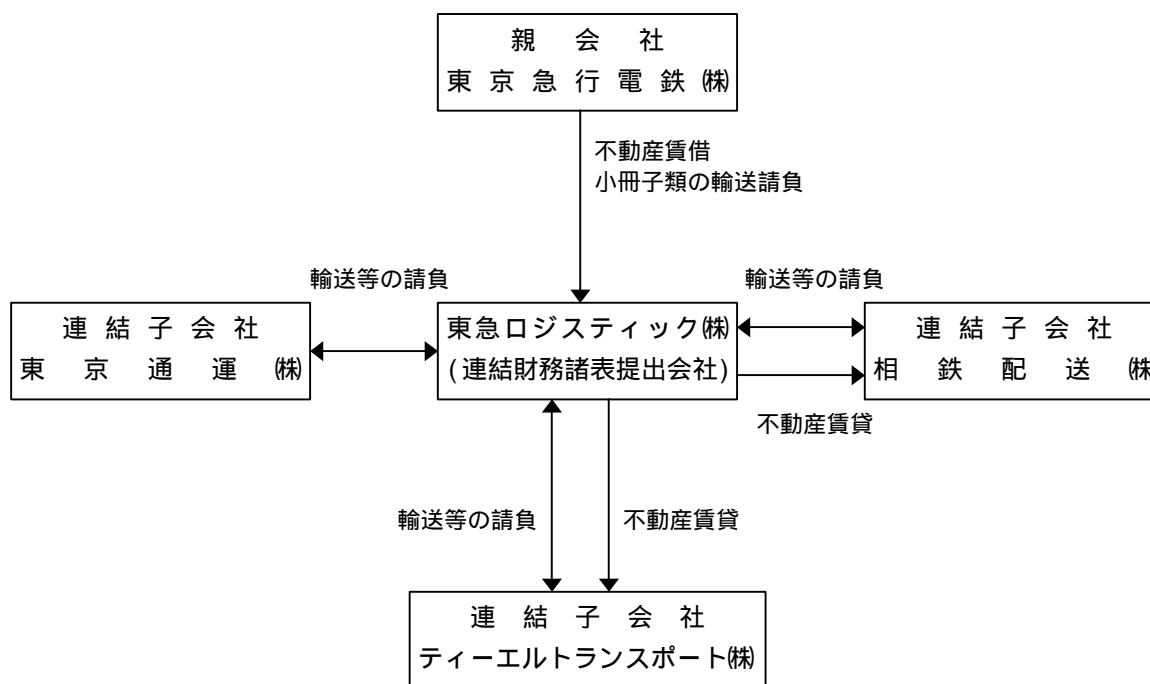 親会社
東京急行電鉄㈱
不動産賃借
小冊子類の輸送請負
輸送等の請負
輸送等の請負
連結子会社
東京通運㈱
東急ロジスティック㈱
(連結財務諸表提出会社)
連結子会社
相鉄配送㈱
不動産賃貸
輸送等の請負
不動産賃貸
連結子会社
ティーエルトランスポート㈱